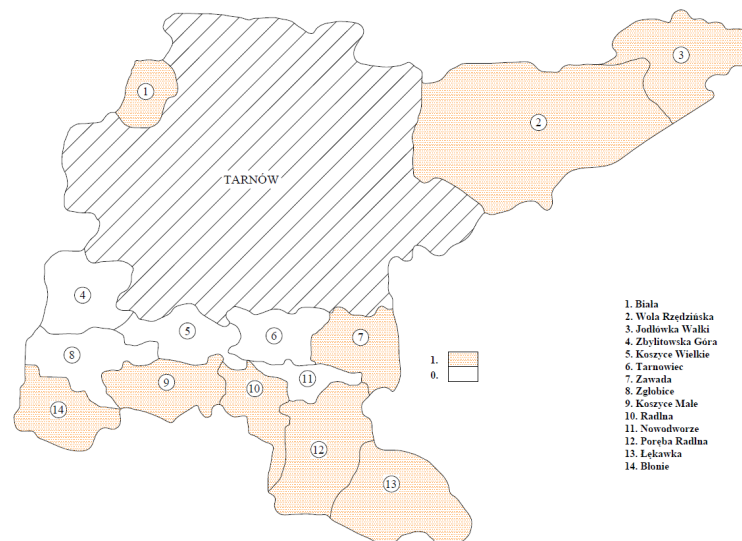 1
3
2
TARNÓW
4
5
6
7
8
9
10
11
14
12
13
1.
0.
1. Biała
2. Wola Rzędzińska
3. Jodłówka Wałki
4. Zbylitowska Góra
5. Koszyce Wielkie
6. Tarnowiec
7. Zawada
8. Zgłobice
9. Koszyce Małe
10. Radlna
11. Nowodworze
12. Poręba Radlna
13. Łękawka
14. Błonie